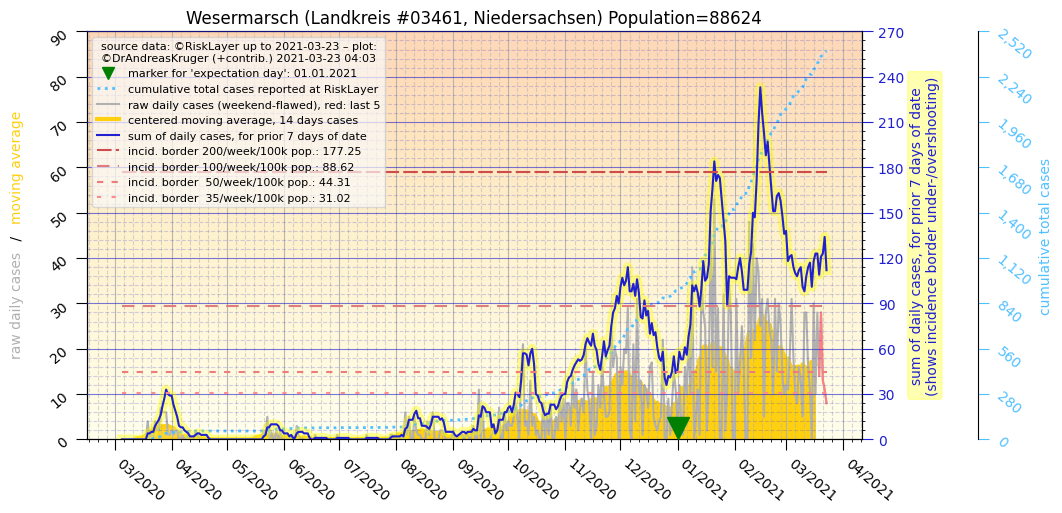 Wesermarsch (Landkreis #03461, Niedersachsen) Population=88624
source data: ©RiskLayer up to 2021-03-23 – plot:
©DrAndreasKruger (+contrib.) 2021-03-23 04:03
marker for 'expectation day': 01.01.2021
cumulative total cases reported at RiskLayer
raw daily cases (weekend-flawed), red: last 5
centered moving average, 14 days cases
sum of daily cases, for prior 7 days of date
incid. border 200/week/100k pop.: 177.25
incid. border 100/week/100k pop.: 88.62
incid. border  50/week/100k pop.: 44.31
incid. border  35/week/100k pop.: 31.02
raw daily cases / moving average
90
80
70
60
50
40
30
20
10
0
03/2020
04/2020
05/2020
06/2020
07/2020
08/2020
09/2020
10/2020
11/2020
12/2020
01/2021
02/2021
03/2021
04/2021
270
240
210
180
150
120
90
60
30
0
sum of daily cases, for prior 7 days of date
(shows incidence border under-/overshooting)
2,520
2,240
1,960
1,680
1,400
1,120
840
560
280
0
cumulative total cases